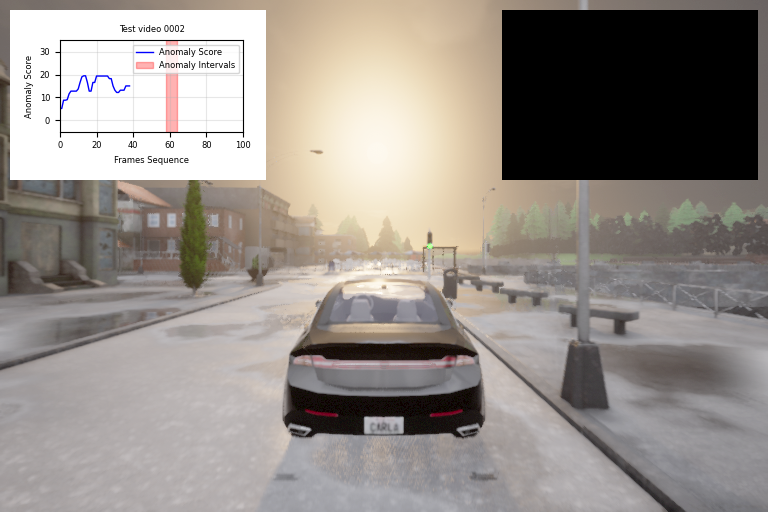 Test video 0002
Anomaly Score
Anomaly Intervals
Anomaly Score
30
20
10
0
0 20 40 60 80 100
Frames Sequence
CARLA